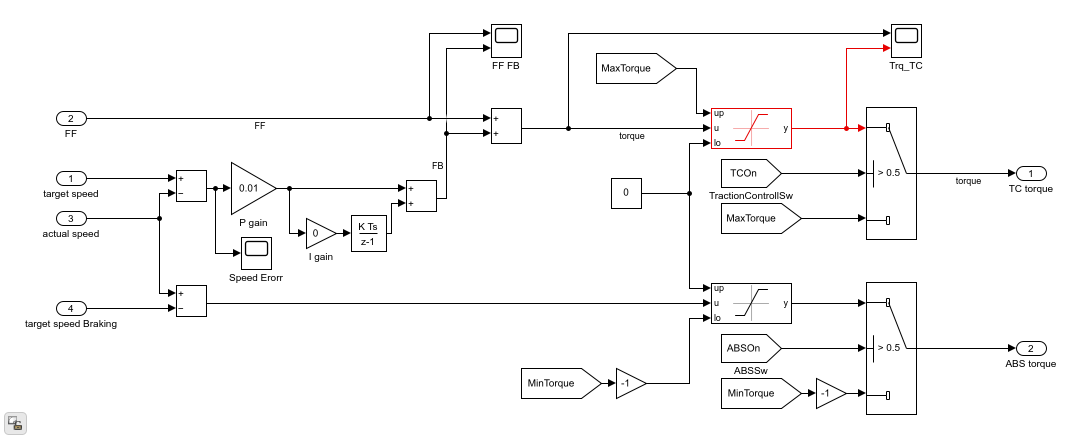 FF FB
Trq_TC
MaxTorque
2
FF
FF
+
+
up
u
lo
y
torque
1
target speed
+
−
0.01
P gain
FB
+
+
TCOn
TractionControllSw
> 0.5
torque
1
TC torque
0
3
actual speed
0
I gain
K Ts
z-1
MaxTorque
Speed Erorr
4
target speed Braking
+
−
up
u
lo
y
ABSOn
ABSSw
> 0.5
2
ABS torque
MinTorque
-1
MinTorque
-1